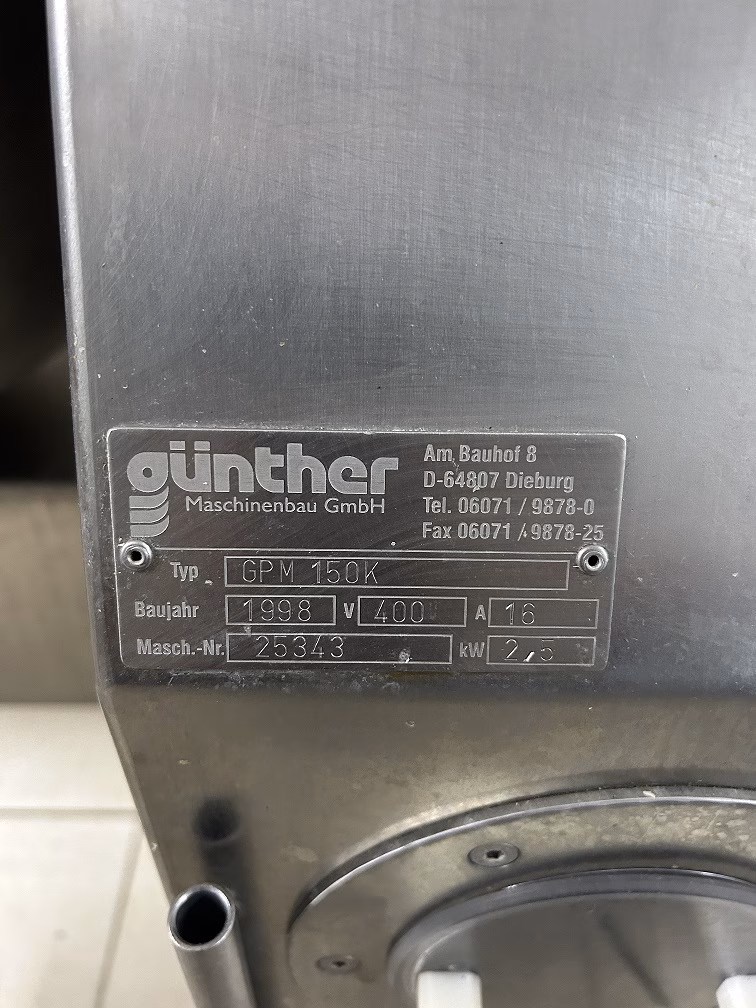 günther
Maschinenbau GmbH
Am Bauhof 8
D-64807 Dieburg
Tel. 06071 / 9878-0
Fax 06071 / 9878-25
Typ GPM 150K
Baujahr 1998 V 400 A 16
Masch.-Nr. 25343 kW 2,5